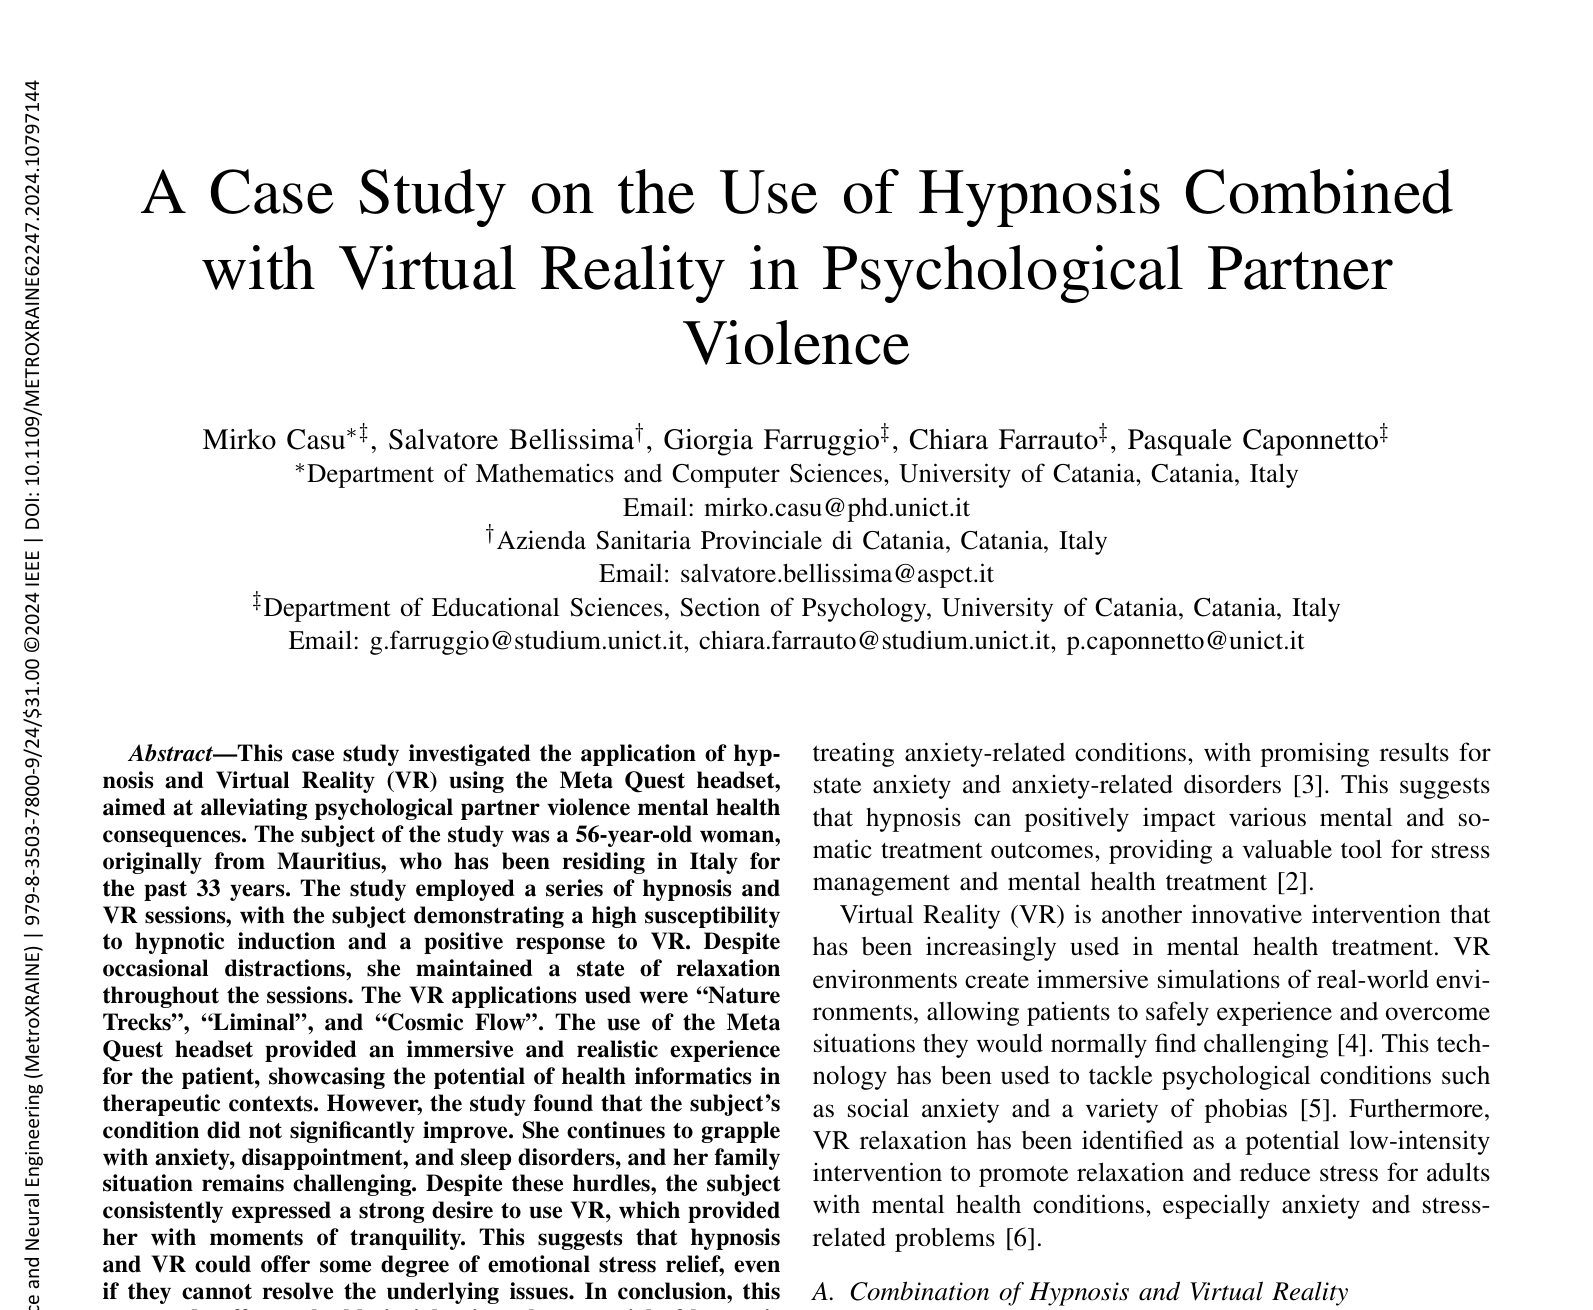 ce and Neural Engineering (MetroXRAINE) | 979-8-3503-7800-9/24/$31.00 ©2024 IEEE | DOI: 10.1109/METROXRAINE62247.2024.10797144
A Case Study on the Use of Hypnosis Combined
with Virtual Reality in Psychological Partner
Violence
Mirko Casu*‡, Salvatore Bellissima†, Giorgia Farruggio‡, Chiara Farrauto‡, Pasquale Caponnetto‡
*Department of Mathematics and Computer Sciences, University of Catania, Catania, Italy
Email: mirko.casu@phd.unict.it
†Azienda Sanitaria Provinciale di Catania, Catania, Italy
Email: salvatore.bellissima@aspct.it
‡Department of Educational Sciences, Section of Psychology, University of Catania, Catania, Italy
Email: g.farruggio@studium.unict.it, chiara.farrauto@studium.unict.it, p.caponnetto@unict.it
Abstract—This case study investigated the application of hyp-
nosis and Virtual Reality (VR) using the Meta Quest headset,
aimed at alleviating psychological partner violence mental health
consequences. The subject of the study was a 56-year-old woman,
originally from Mauritius, who has been residing in Italy for
the past 33 years. The study employed a series of hypnosis and
VR sessions, with the subject demonstrating a high susceptibility
to hypnotic induction and a positive response to VR. Despite
occasional distractions, she maintained a state of relaxation
throughout the sessions. The VR applications used were “Nature
Trecks”, “Liminal”, and “Cosmic Flow”. The use of the Meta
Quest headset provided an immersive and realistic experience
for the patient, showcasing the potential of health informatics in
therapeutic contexts. However, the study found that the subject’s
condition did not significantly improve. She continues to grapple
with anxiety, disappointment, and sleep disorders, and her family
situation remains challenging. Despite these hurdles, the subject
consistently expressed a strong desire to use VR, which provided
her with moments of tranquility. This suggests that hypnosis
and VR could offer some degree of emotional stress relief, even
if they cannot resolve the underlying issues. In conclusion, this
treating anxiety-related conditions, with promising results for
state anxiety and anxiety-related disorders [3]. This suggests
that hypnosis can positively impact various mental and so-
matic treatment outcomes, providing a valuable tool for stress
management and mental health treatment [2].
Virtual Reality (VR) is another innovative intervention that
has been increasingly used in mental health treatment. VR
environments create immersive simulations of real-world envi-
ronments, allowing patients to safely experience and overcome
situations they would normally find challenging [4]. This tech-
nology has been used to tackle psychological conditions such
as social anxiety and a variety of phobias [5]. Furthermore,
VR relaxation has been identified as a potential low-intensity
intervention to promote relaxation and reduce stress for adults
with mental health conditions, especially anxiety and stress-
related problems [6].
A. Combination of Hypnosis and Virtual Reality